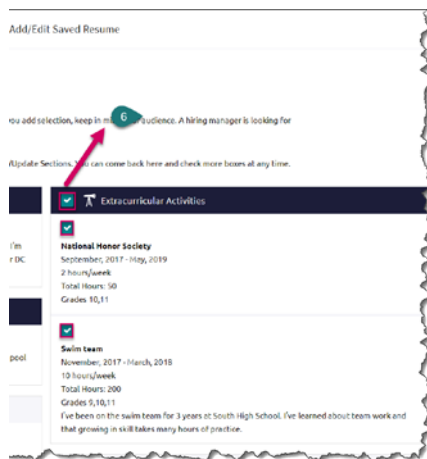 Add/Edit Saved Resume
you add selection, keep in mi audience. A hiring manager is looking for
6
/Update Sections. You can come back here and check more boxes at any time.
Extracurricular Activities
I'm
r DC
National Honor Society
September, 2017 - May, 2019
2 hours/week
Total Hours: 50
Grades 10,11
pool
Swim team
November, 2017 - March, 2018
10 hours/week
Total Hours: 200
Grades 9,10,11
I've been on the swim team for 3 years at South High School. I've learned about team work and
that growing in skill takes many hours of practice.